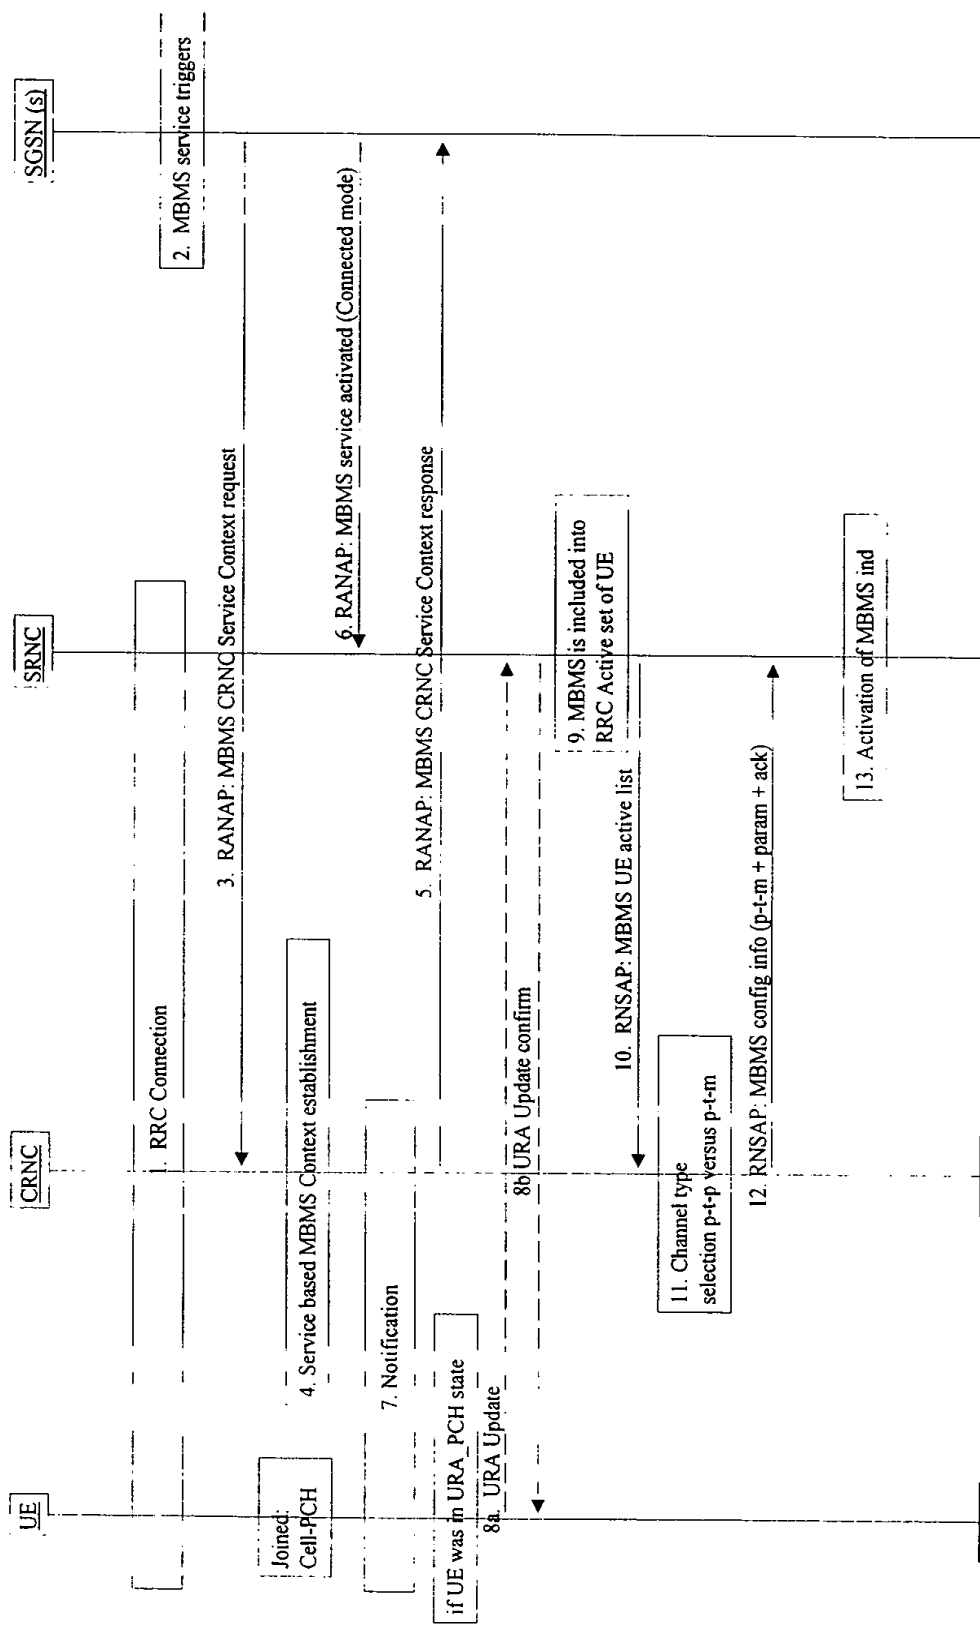 UE
CRNC
SRNC
SGSN (s)
1. RRC Connection
2. MBMS service triggers
3. RANAP: MBMS CRNC Service Context request
Joined:
Cell-PCH
4. Service based MBMS Context establishment
6. RANAP: MBMS service activated (Connected mode)
7. Notification
5. RANAP: MBMS CRNC Service Context response
if UE was in URA_PCH state
8a. URA Update
8b URA Update confirm
9. MBMS is included into
RRC Active set of UE
10. RNSAP: MBMS UE active list
11. Channel type
selection p-t-p versus p-t-m
12. RNSAP: MBMS config info (p-t-m + param + ack)
13. Activation of MBMS ind